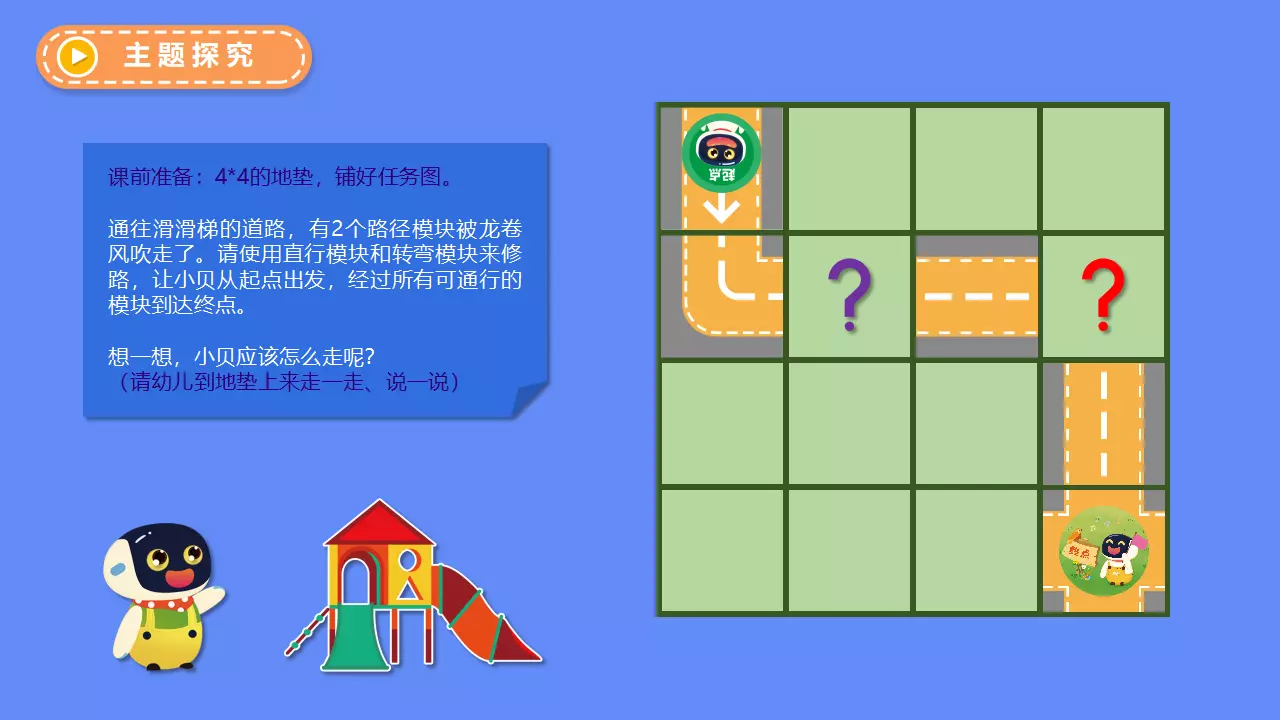 主题探究
课前准备：4*4的地垫，铺好任务图。
通往滑滑梯的道路，有2个路径模块被龙卷
风吹走了。请使用直行模块和转弯模块来修
路，让小贝从起点出发，经过所有可通行的
模块到达终点。
想一想，小贝应该怎么走呢?
（请幼儿到地垫上来走一走、说一说）
起点
?
?
终点